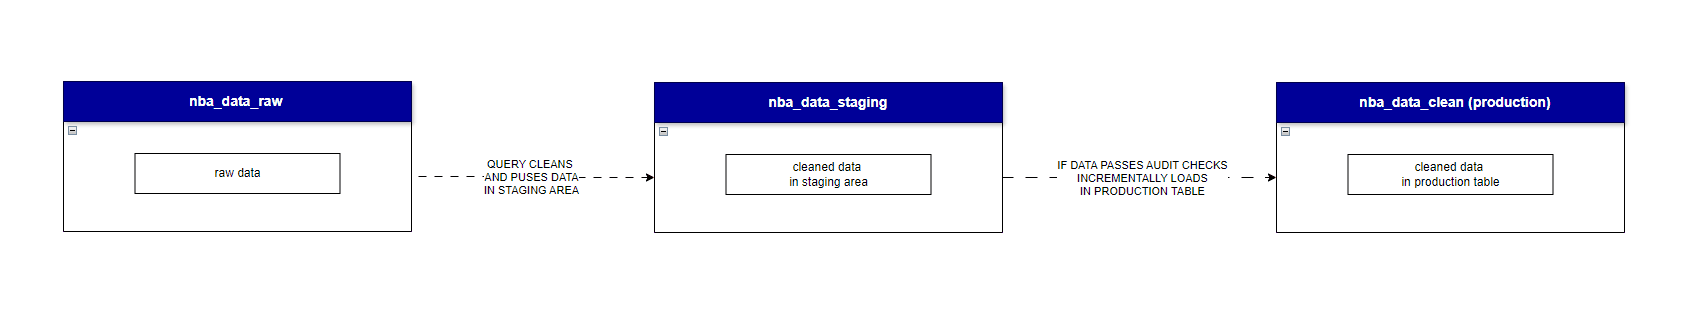 nba_data_raw
raw data
QUERY CLEANS
AND PUSES DATA
IN STAGING AREA
nba_data_staging
cleaned data
in staging area
IF DATA PASSES AUDIT CHECKS
INCREMENTALLY LOADS
IN PRODUCTION TABLE
nba_data_clean (production)
cleaned data
in production table